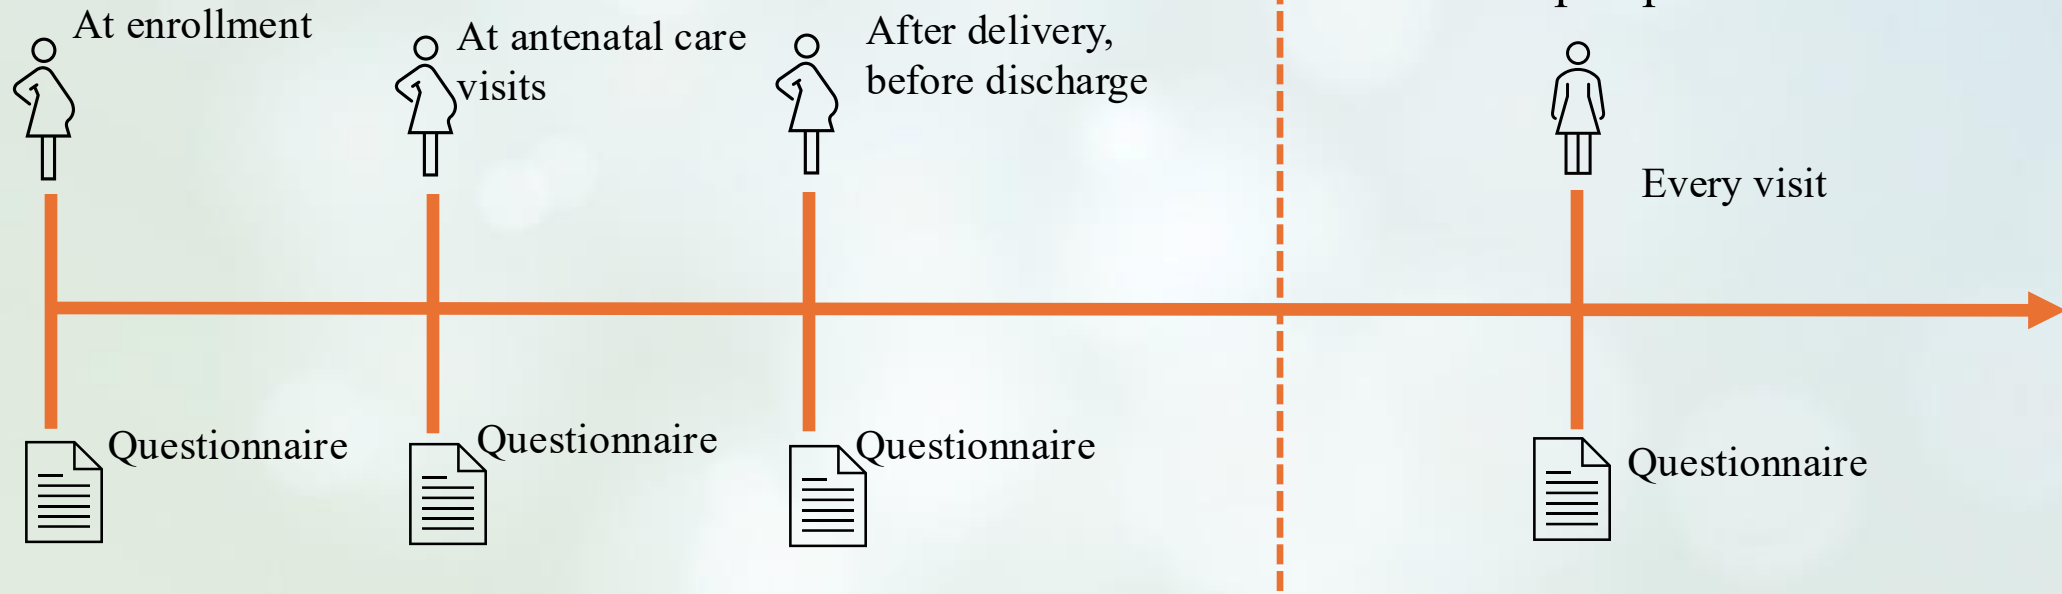 At enrollment
At antenatal care
visits
After delivery,
before discharge
Every visit
Questionnaire
Questionnaire
Questionnaire
Questionnaire